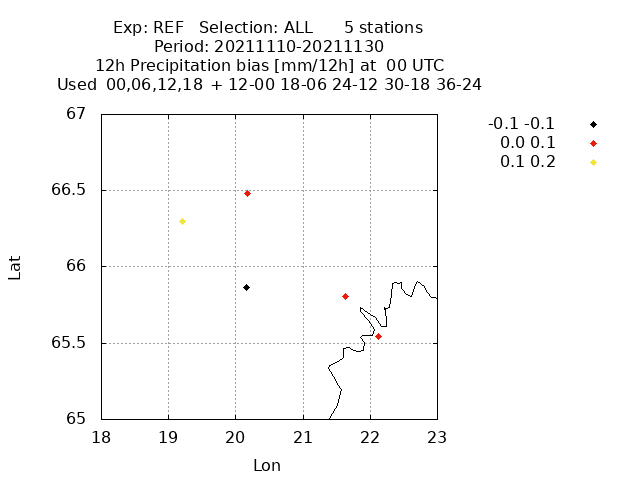 Exp: REF   Selection: ALL      5 stations
Period: 20211110-20211130
12h Precipitation bias [mm/12h] at  00 UTC
Used  00,06,12,18  + 12-00 18-06 24-12 30-18 36-24
-0.1 -0.1
0.0 0.1
0.1 0.2
67
66.5
66
65.5
65
Lat
18 19 20 21 22 23
Lon